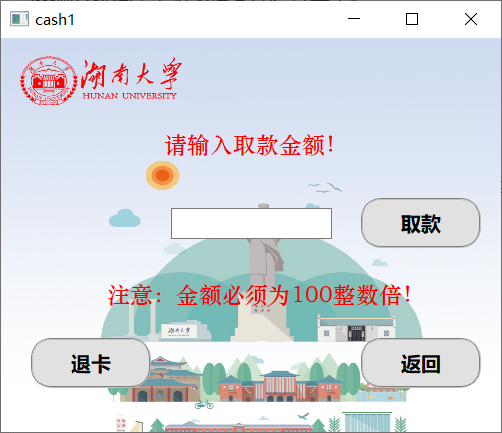 cash1
湖南大学
HUNAN UNIVERSITY
请输入取款金额！
取款
注意：金额必须为100整数倍！
退卡
返回